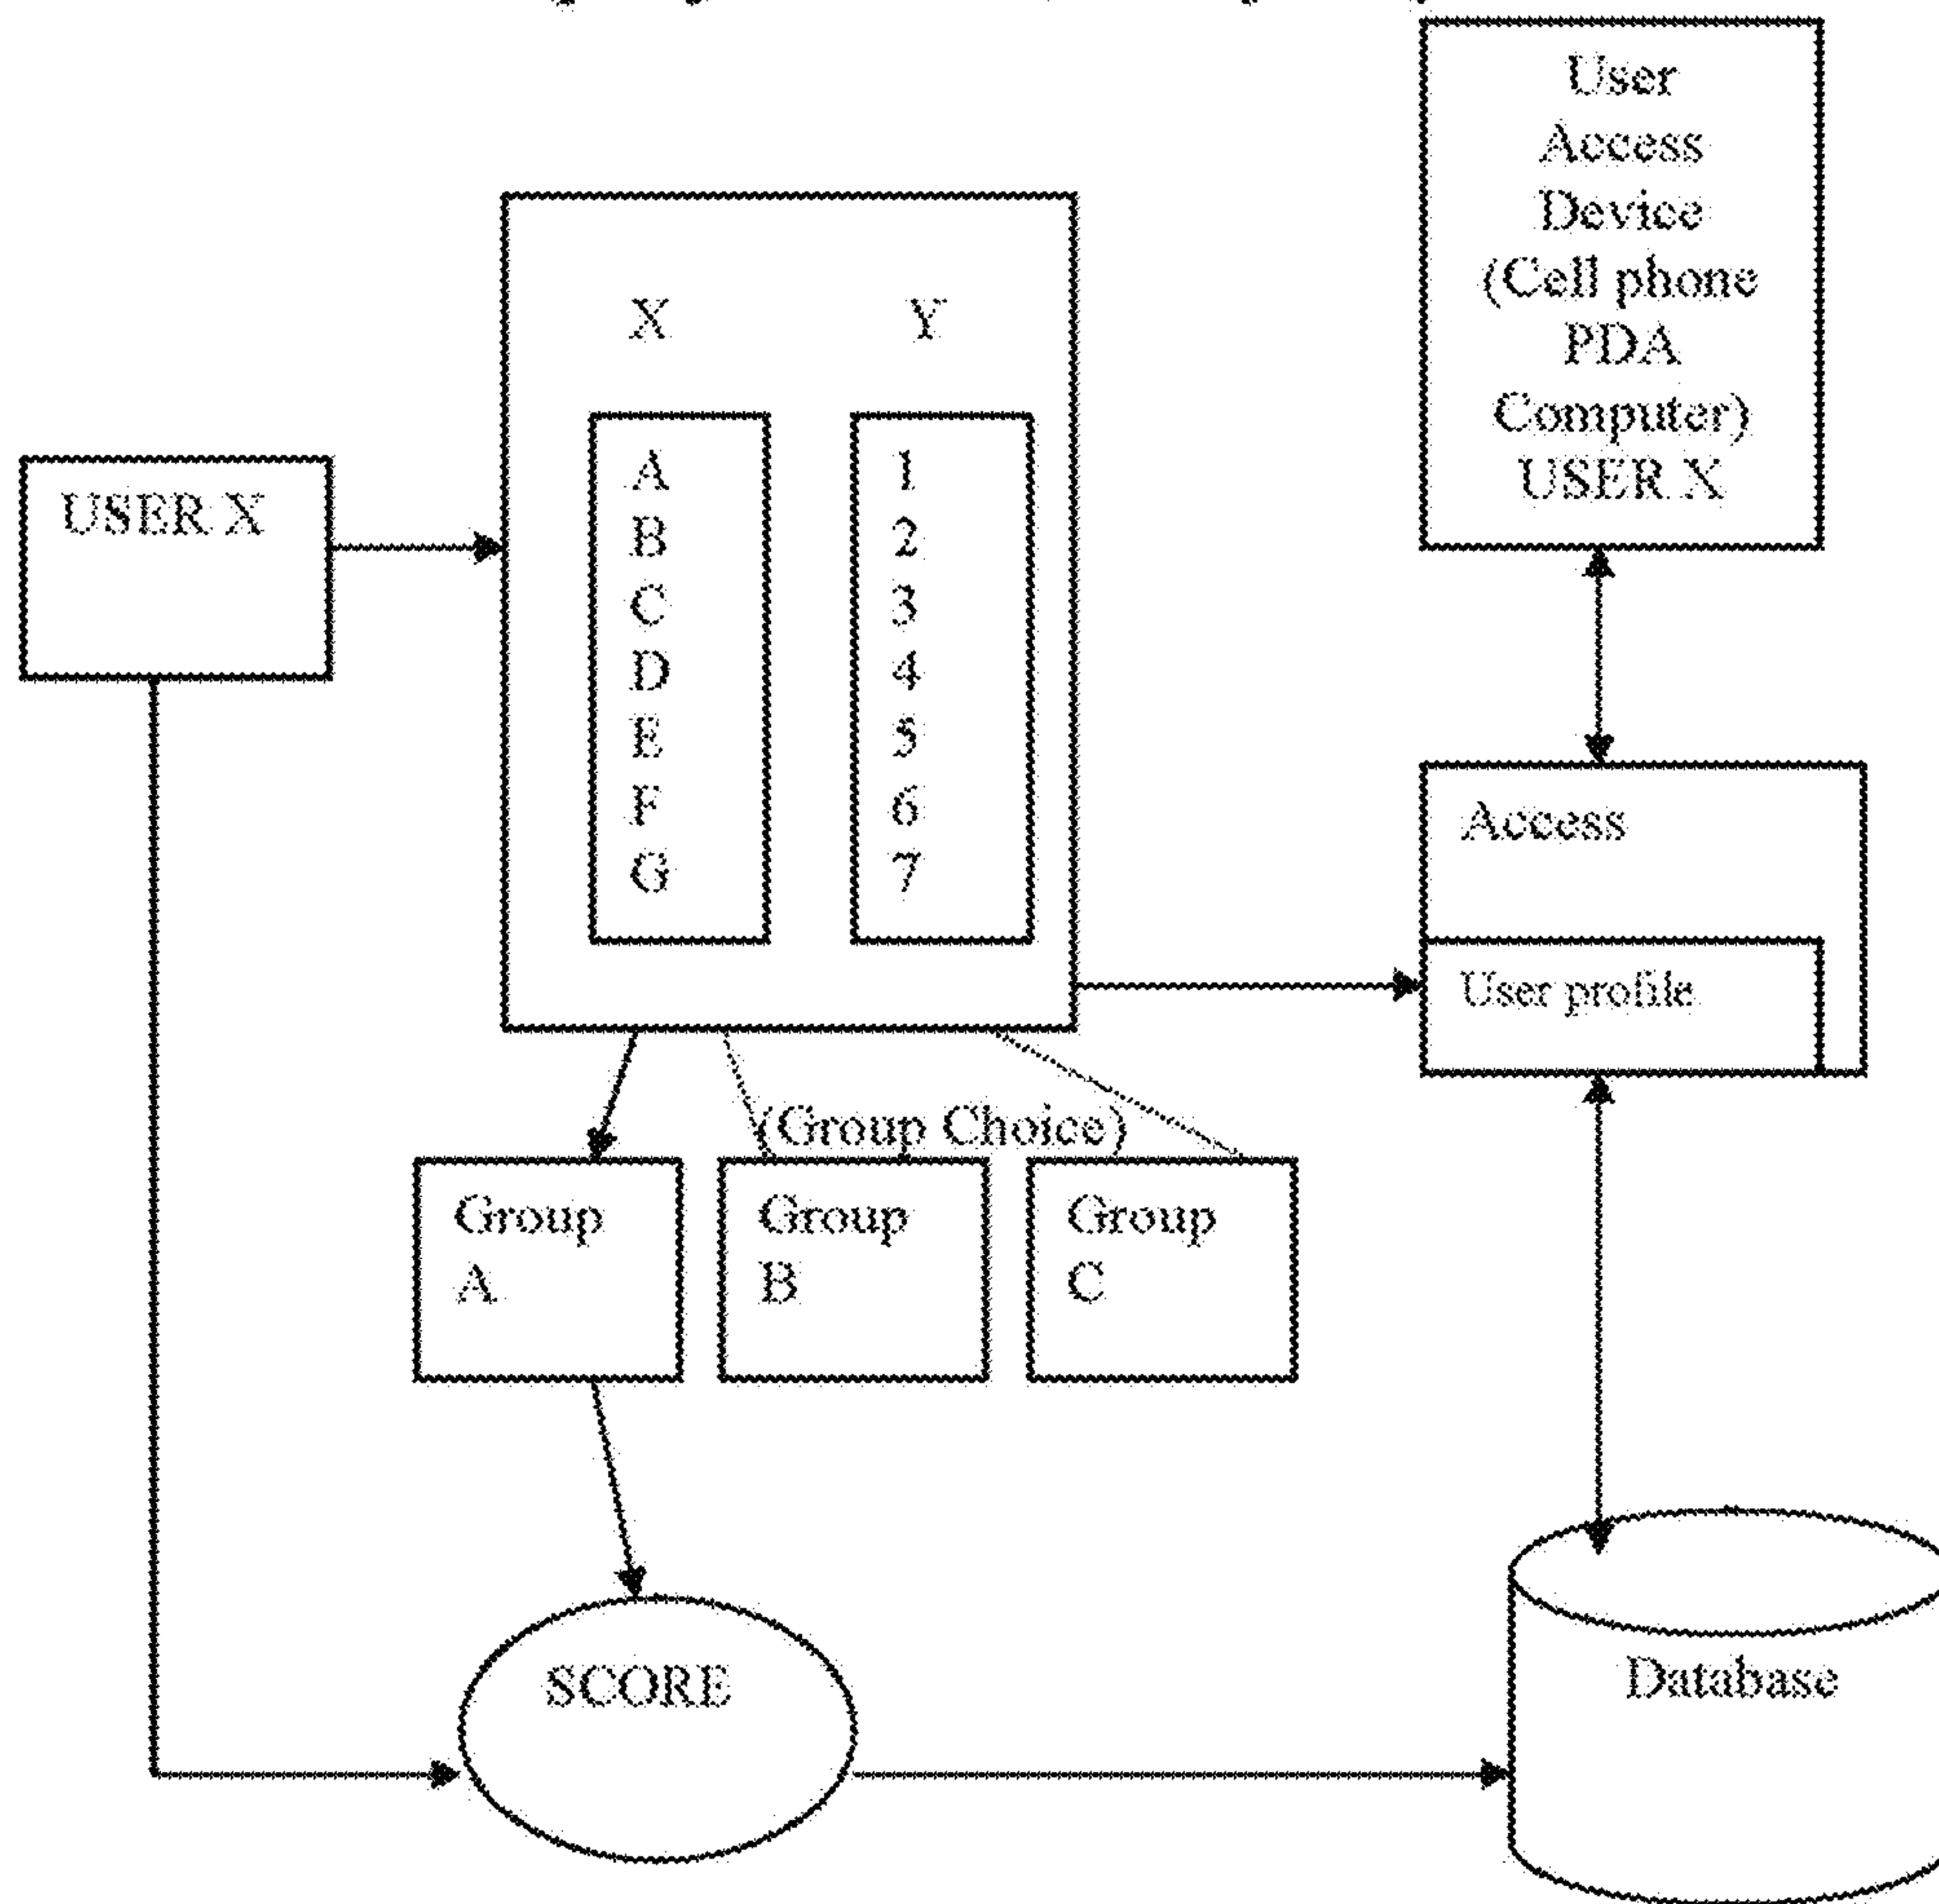 User
Access
Device
(Cell phone
PDA
Computer)
USER X
X Y
USER X
A 1
B 2
C 3
D 4
E 5
F 6
G 7
Access
User profile
(Group Choice)
Group
A
Group
B
Group
C
SCORE
Database